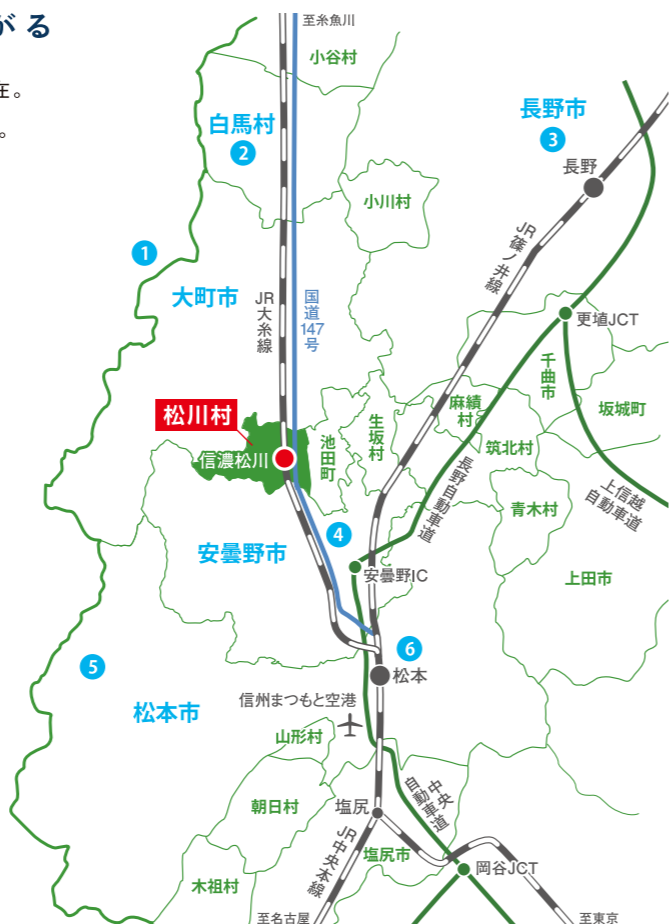 がる
在。
。
至糸魚川
小谷村
白馬村
2
長野市
3
長野
小川村
JR篠ノ井線
1
大町市
JR大糸線
国道147号
更埴JCT
千曲市
坂城町
松川村
信濃松川
池田町
生坂村
麻績村
筑北村
長野自動車道
上信越自動車道
青木村
安曇野市
4
安曇野IC
上田市
5
6
松本
松本市
信州まつもと空港
山形村
朝日村
塩尻
中央自動車道
JR中央本線
塩尻市
岡谷JCT
木祖村
至名古屋
至東京